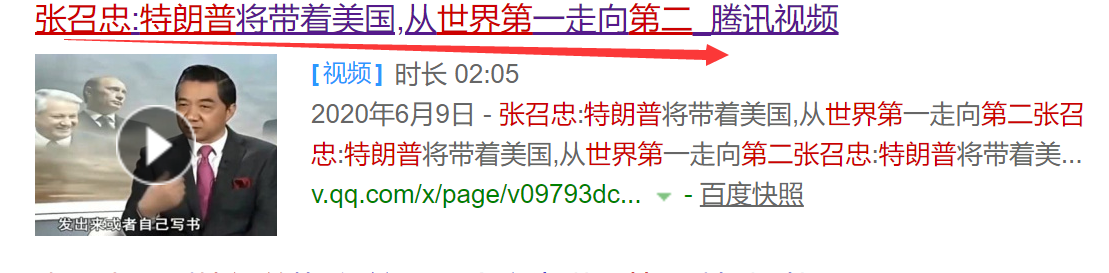 张召忠:特朗普将带着美国,从世界第一走向第二_腾讯视频
[视频] 时长 02:05
2020年6月9日 - 张召忠:特朗普将带着美国,从世界第一走向第二张召
忠:特朗普将带着美国,从世界第一走向第二张召忠:特朗普将带着美...
发出来或者自己写书
v.qq.com/x/page/v09793dc... - 百度快照